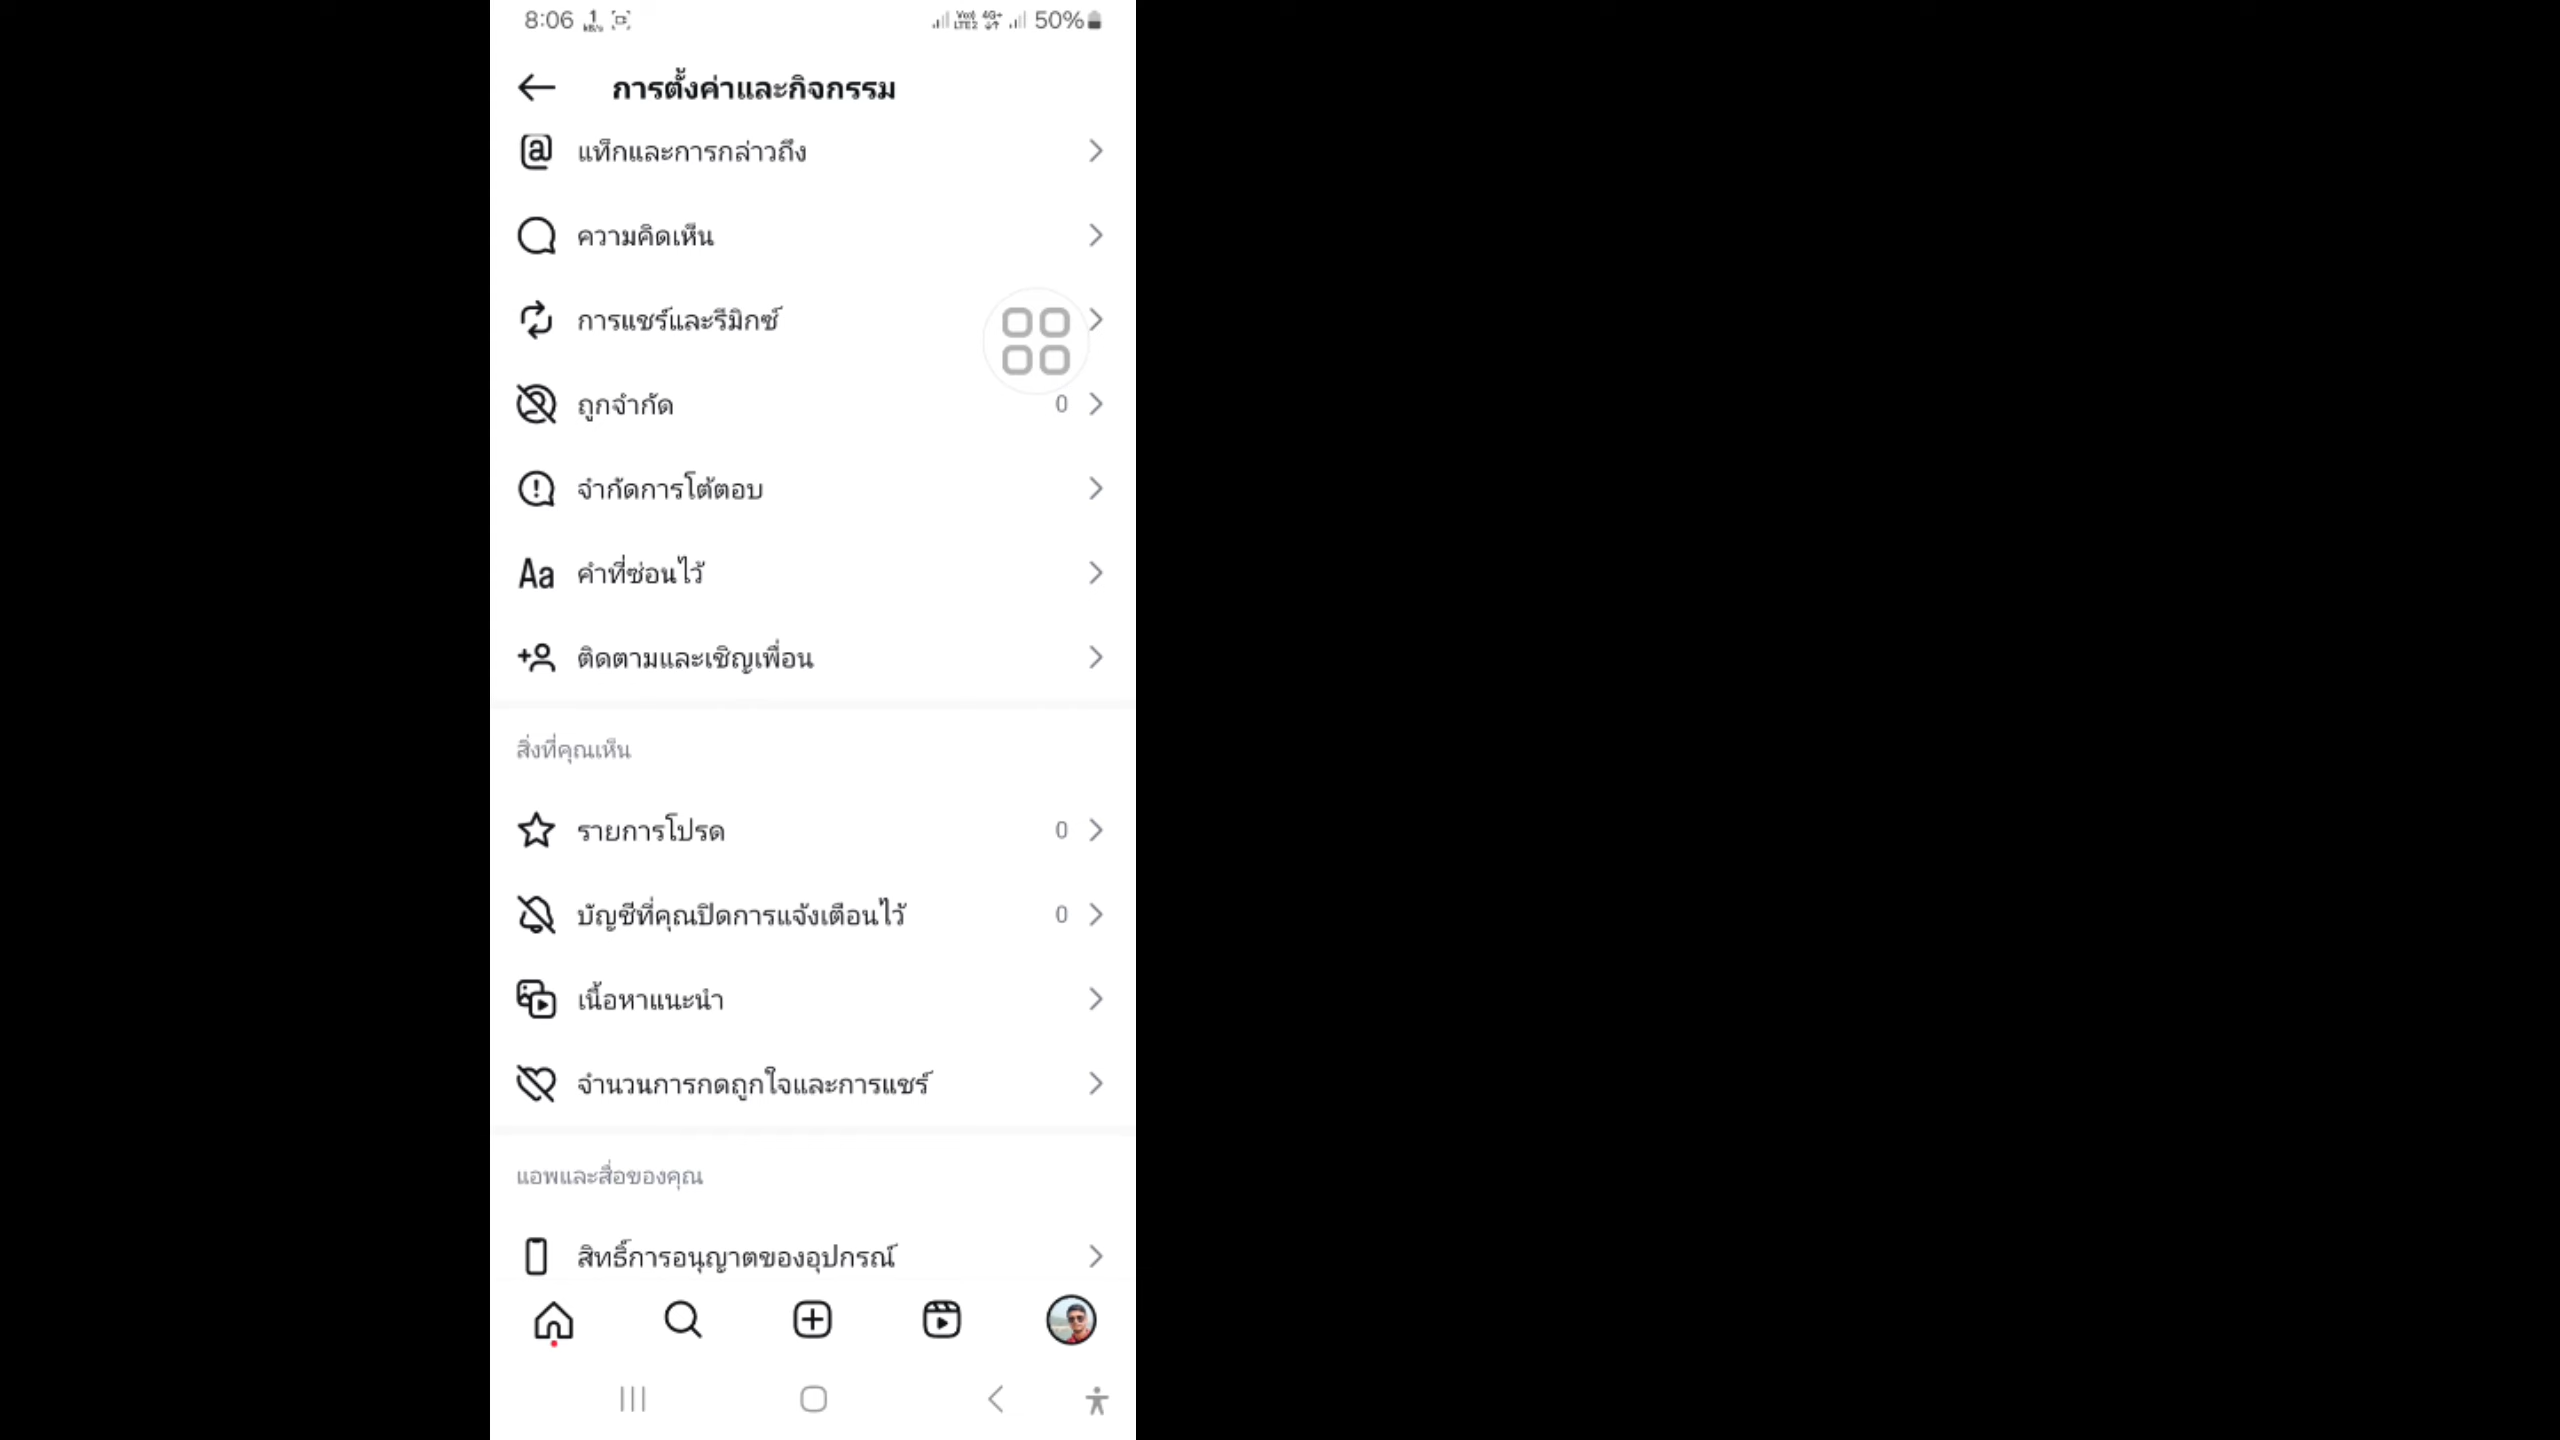 8:06 1 kB/s Vo) LTE2 4G+ 50%
การตั้งค่าและกิจกรรม
แท็กและการกล่าวถึง
ความคิดเห็น
การแชร์และรีมิกซ์
ถูกจำกัด 0
จำกัดการโต้ตอบ
Aa คำที่ซ่อนไว้
ติดตามและเชิญเพื่อน
สิ่งที่คุณเห็น
รายการโปรด 0
บัญชีที่คุณปิดการแจ้งเตือนไว้ 0
เนื้อหาแนะนำ
จำนวนการกดถูกใจและการแชร์
แอพและสื่อของคุณ
สิทธิ์การอนุญาตของอุปกรณ์